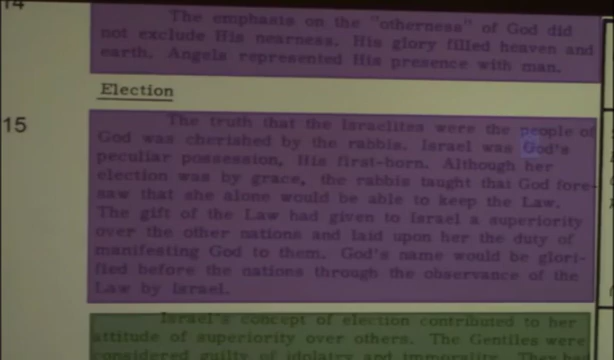 14
The emphasis on the "otherness" of God did
not exclude His nearness. His glory filled heaven and
earth. Angels represented His presence with man.
Election
15
The truth that the Israelites were the people of
God was cherished by the rabbis. Israel was God's
peculiar possession, His first-born. Although her
election was by grace, the rabbis taught that God fore-
saw that she alone would be able to keep the Law.
The gift of the Law had given to Israel a superiority
over the other nations and laid upon her the duty of
manifesting God to them. God's name would be glori-
fied before the nations through the observance of the
Law by Israel.
Israel's concept of election contributed to her
attitude of superiority over others. The Gentiles were
considered guilty of idolatry and immorality. They